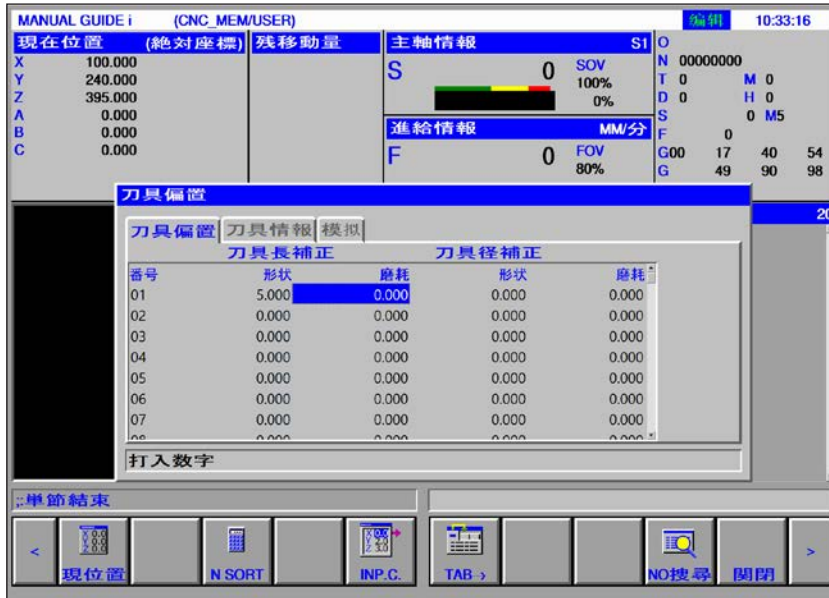 MANUAL GUIDE i (CNC_MEM/USER) 编辑 10:33:16
現在位置 (絶対座標) 残移動量 主軸情報 S1 O
X 100.000
Y 240.000
Z 395.000
A 0.000
B 0.000
C 0.000
S 0 SOV
100%
0%
進給情報 MM/分
F 0 FOV
80%
N 00000000
T 0 M 0
D 0 H 0
S 0 M5
F 0
G00 17 40 54
G 49 90 98
刀具偏置
刀具偏置 刀具情報 模拟
刀具長補正 刀具径補正
番号 形状 磨耗 形状 磨耗
01 5.000 0.000 0.000 0.000
02 0.000 0.000 0.000 0.000
03 0.000 0.000 0.000 0.000
04 0.000 0.000 0.000 0.000
05 0.000 0.000 0.000 0.000
06 0.000 0.000 0.000 0.000
07 0.000 0.000 0.000 0.000
08 0.000 0.000 0.000 0.000
打入数字
;:単節結束
< 現位置 N SORT INP.C. TAB→ NO搜尋 関閉 >